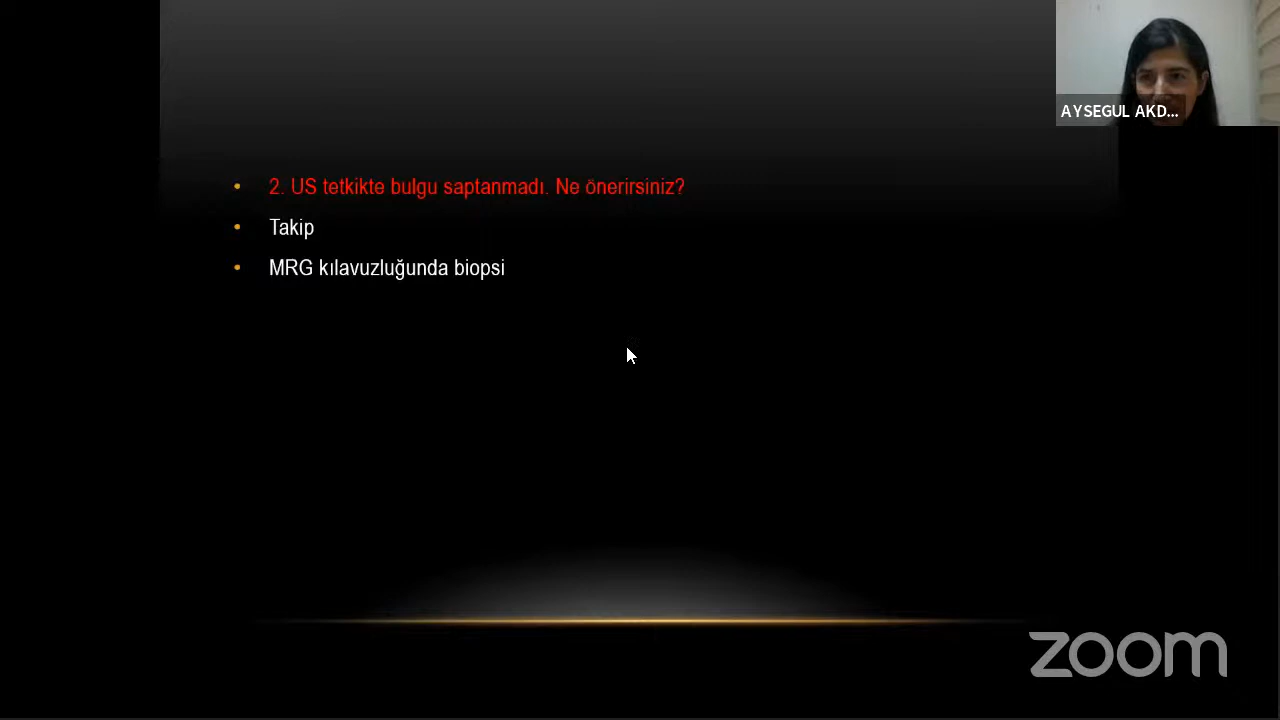 AYSEGUL AKD...
• 2. US tetkikte bulgu saptanmadı. Ne önerirsiniz?
• Takip
• MRG kılavuzluğunda biopsi
zoom